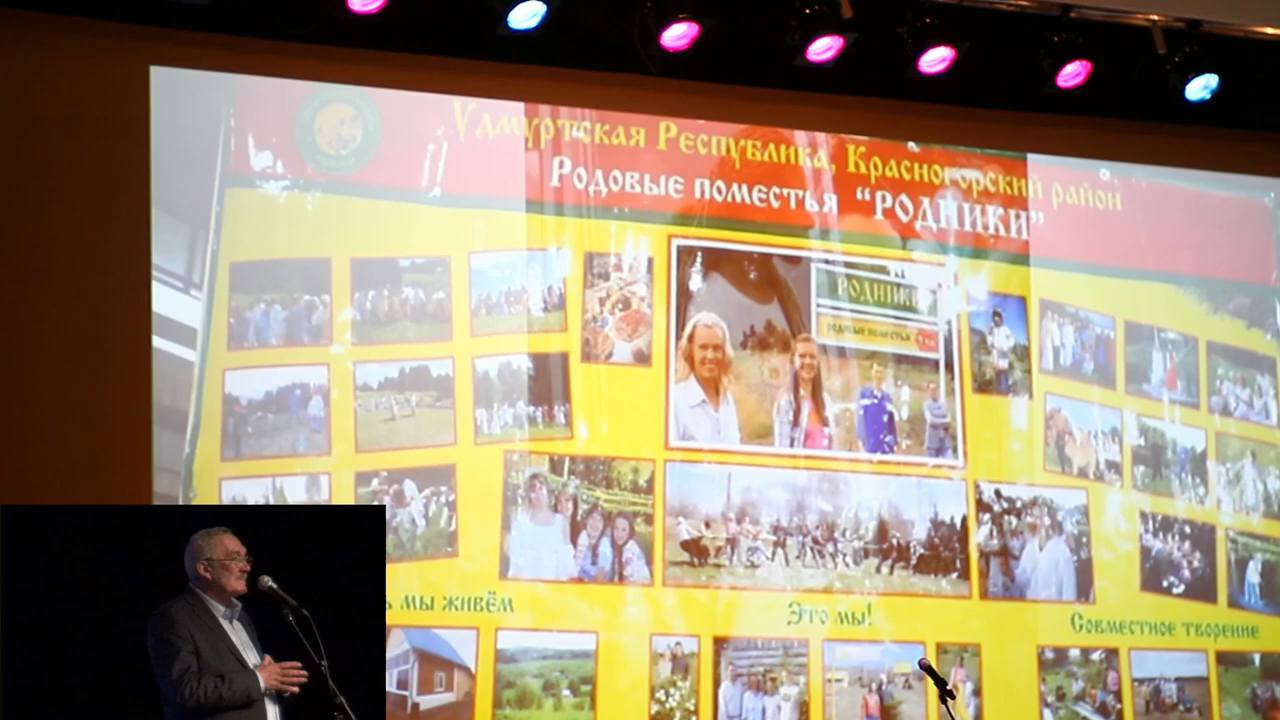 Удмуртская Республика, Красногорский район
Родовые поместья "РОДНИКИ"
РОДНИКИ
родовые поместья
мы живём
Это мы!
Совместное творение